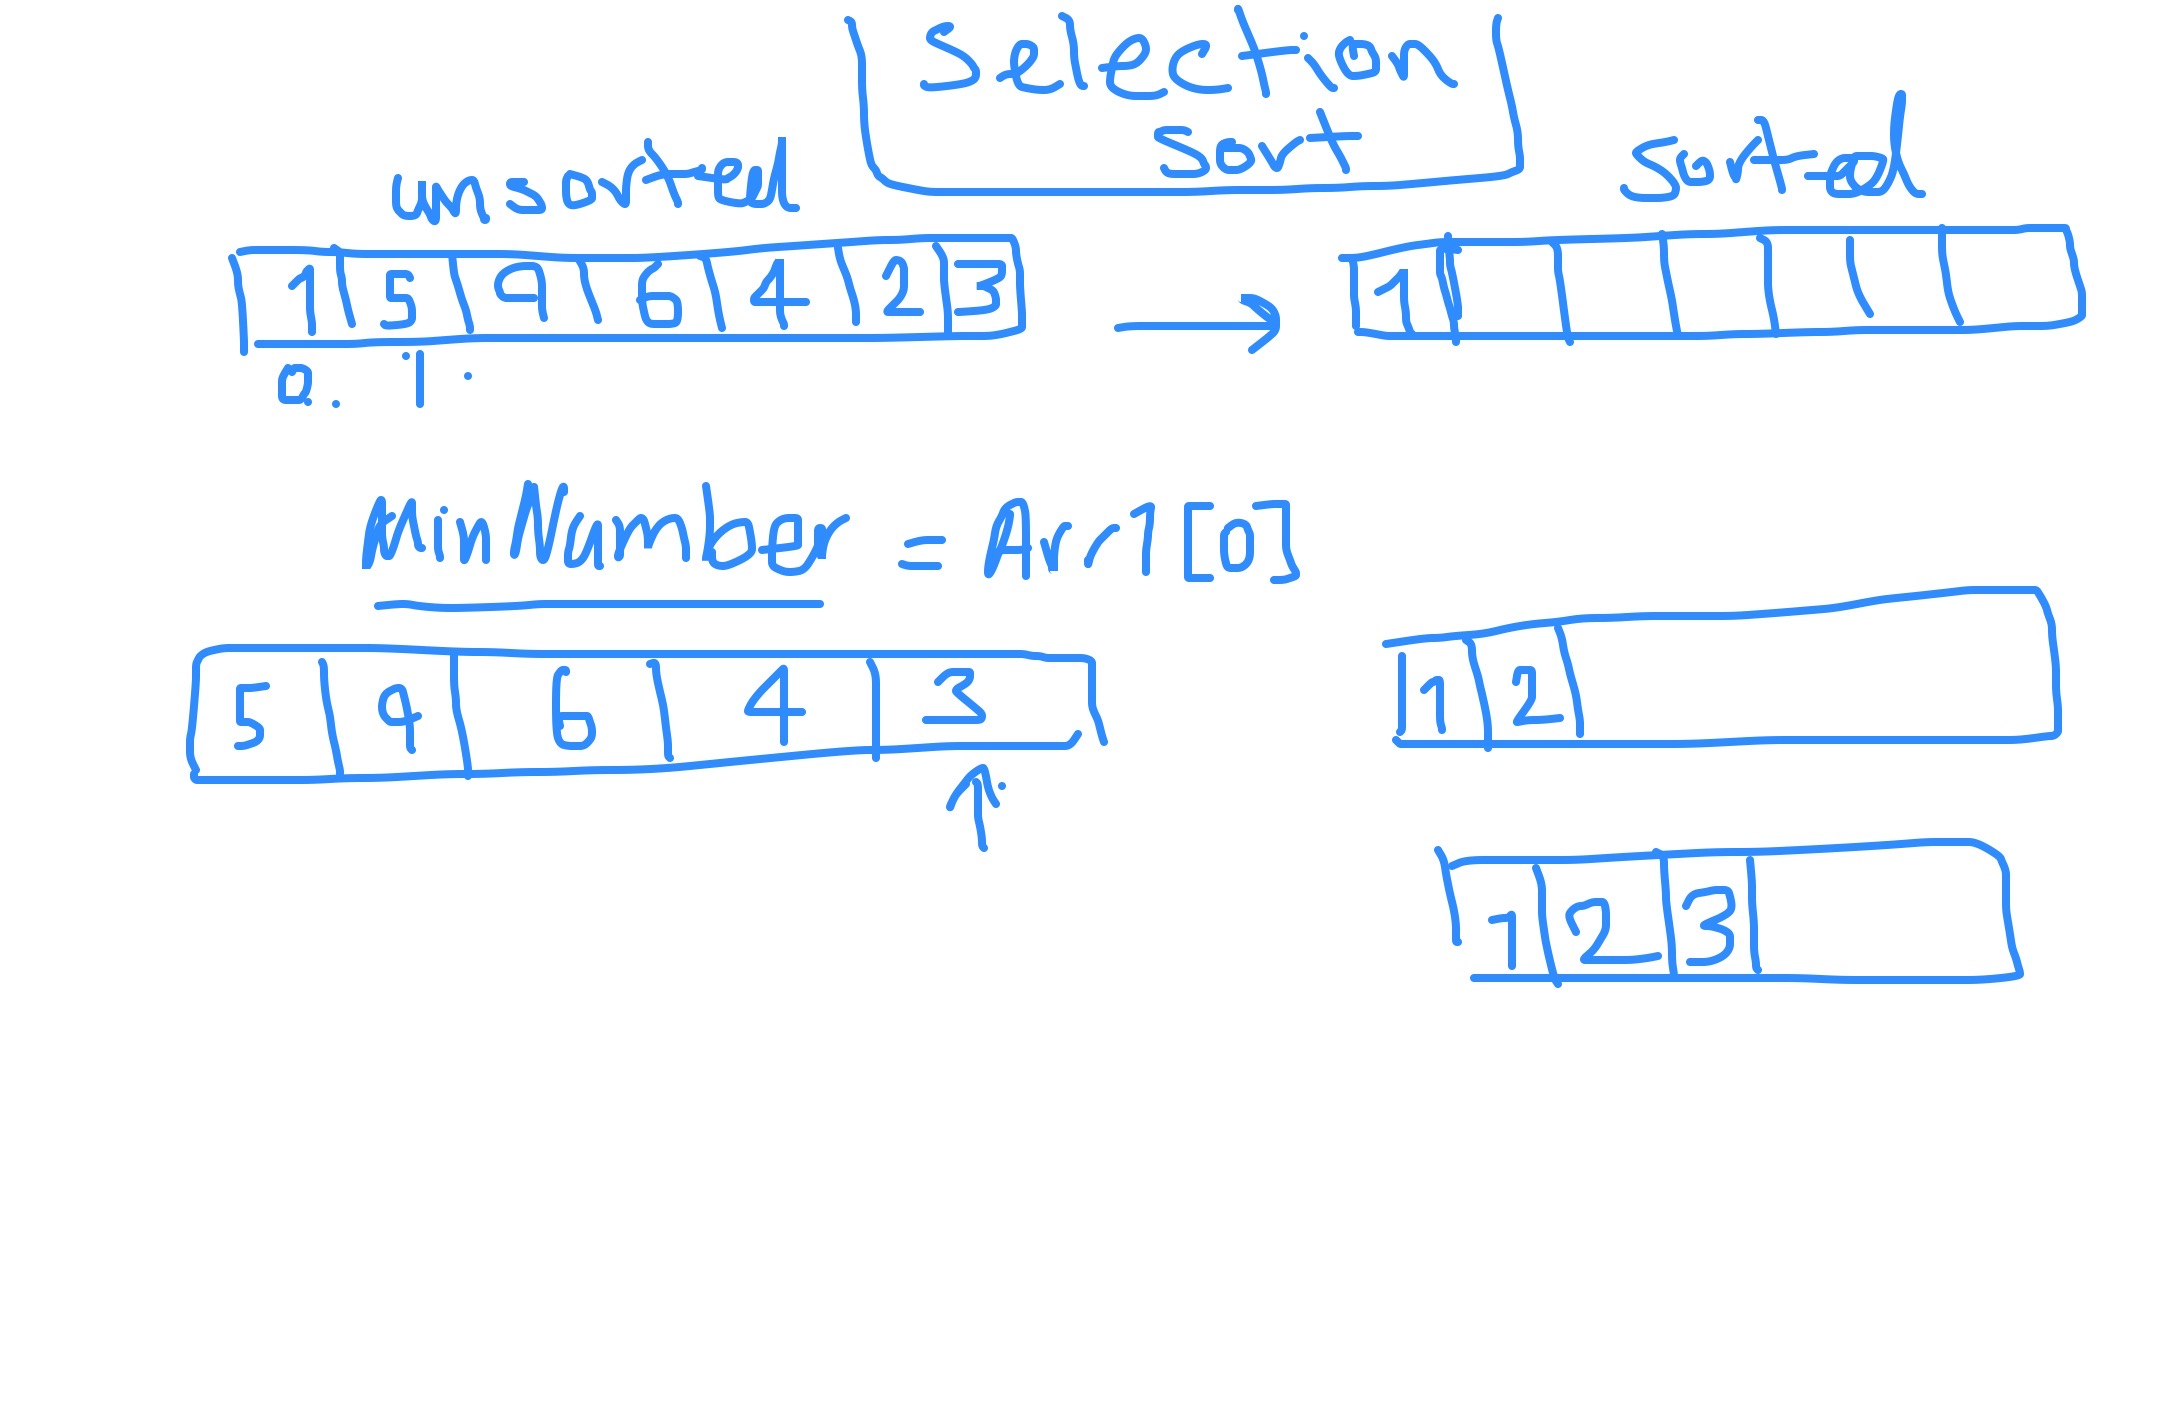 Selection
Sort
unsorted
sorted
1 5 9 6 4 2 3
1
0. 1
MinNumber = Arr1[0]
5 9 6 4 3
1 2
1 2 3